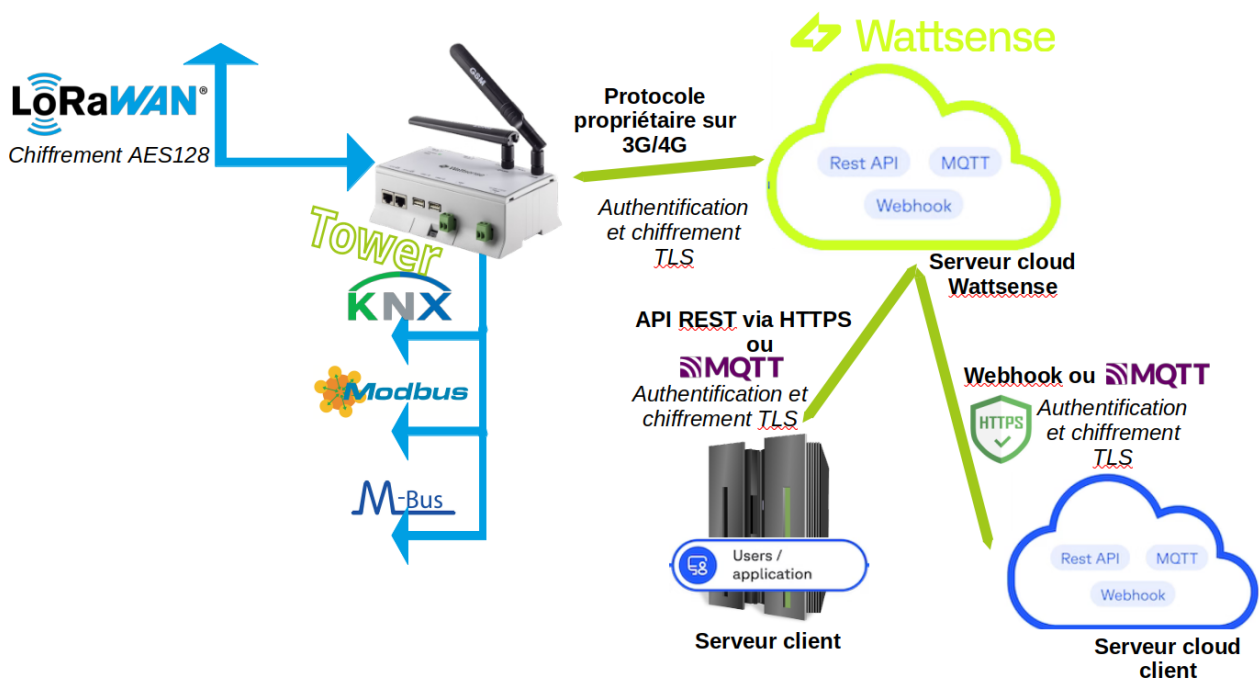 Wattsense
LoRaWAN®
Chiffrement AES128
GSM
Wattsense
Tower
Protocole
propriétaire sur
3G/4G
Authentification
et chiffrement
TLS
Rest API
MQTT
Webhook
Serveur cloud
Wattsense
KNX
Modbus
M-Bus
API REST via HTTPS
ou
MQTT
Authentification et
chiffrement TLS
Users /
application
Serveur client
Webhook ou MQTT
HTTPS
Authentification
et chiffrement
TLS
Rest API
MQTT
Webhook
Serveur cloud
client